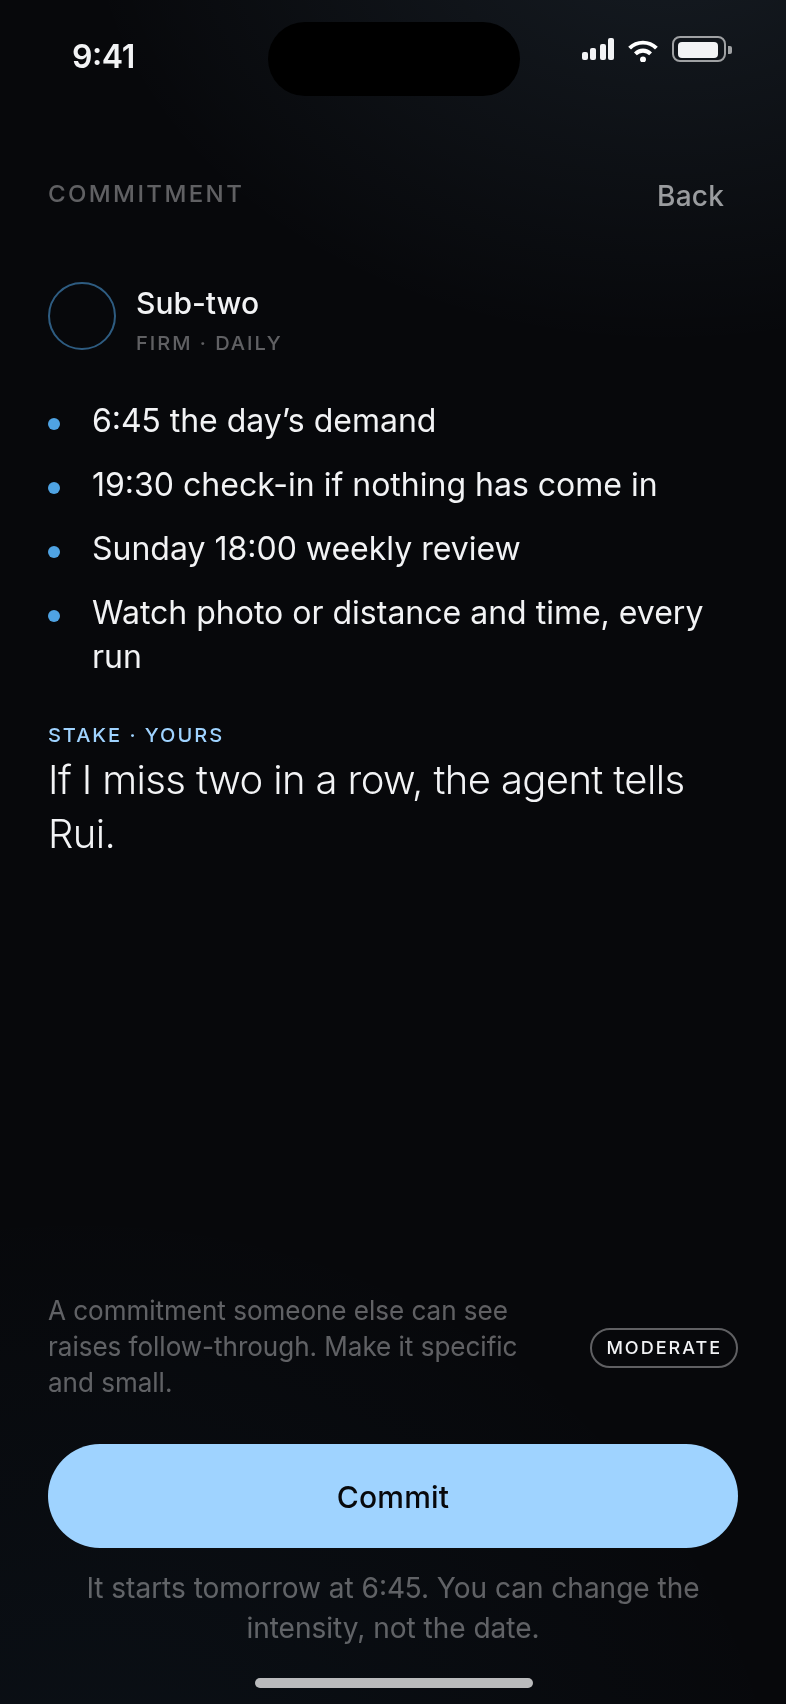 9:41
COMMITMENT
Back
Sub-two
FIRM · DAILY
6:45 the day’s demand
19:30 check-in if nothing has come in
Sunday 18:00 weekly review
Watch photo or distance and time, every
run
STAKE · YOURS
If I miss two in a row, the agent tells
Rui.
A commitment someone else can see
raises follow-through. Make it specific
and small.
MODERATE
Commit
It starts tomorrow at 6:45. You can change the
intensity, not the date.